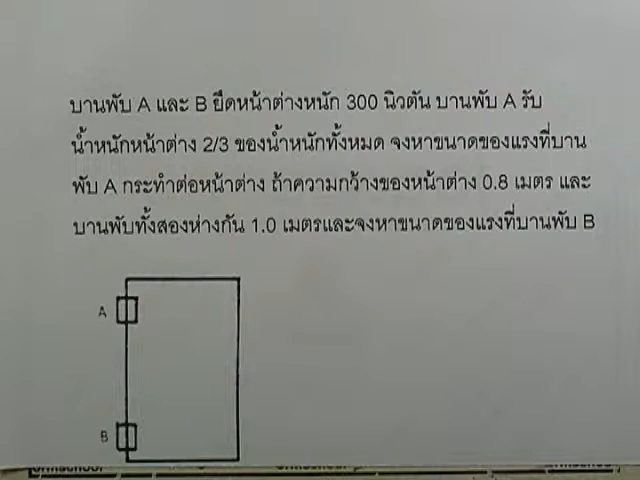 บานพับ A และ B ยึดหน้าต่างหนัก 300 นิวตัน บานพับ A รับ
น้ำหนักหน้าต่าง 2/3 ของน้ำหนักทั้งหมด จงหาขนาดของแรงที่บาน
พับ A กระทำต่อหน้าต่าง ถ้าความกว้างของหน้าต่าง 0.8 เมตร และ
บานพับทั้งสองห่างกัน 1.0 เมตรและจงหาขนาดของแรงที่บานพับ B
A
B